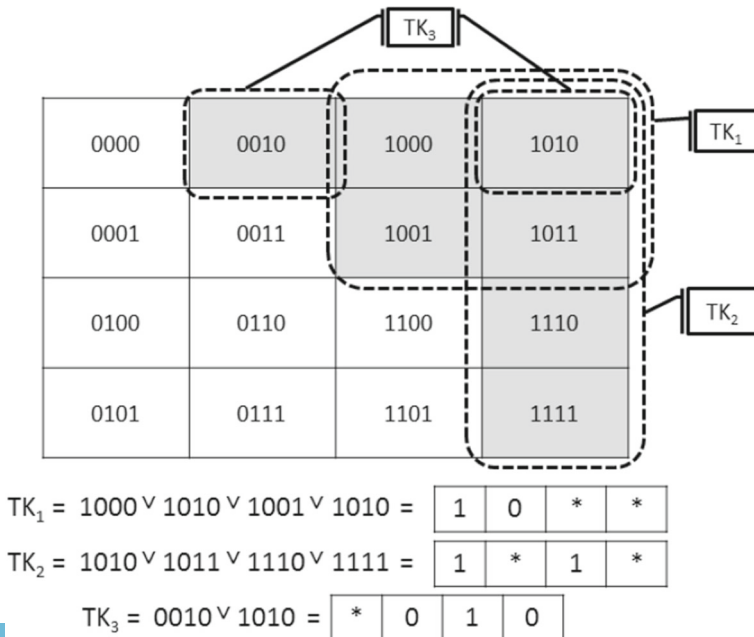 TK₃
0000 0010 1000 1010
TK₁
0001 0011 1001 1011
0100 0110 1100 1110
TK₂
0101 0111 1101 1111
TK₁ = 1000 ∨ 1010 ∨ 1001 ∨ 1010 = 1 0 * *
TK₂ = 1010 ∨ 1011 ∨ 1110 ∨ 1111 = 1 * 1 *
TK₃ = 0010 ∨ 1010 = * 0 1 0